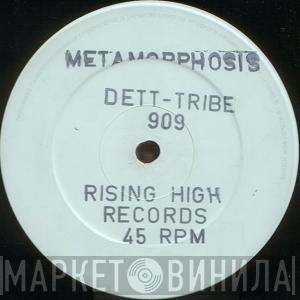 METAMORPHOSIS
DETT-TRIBE
909
RISING HIGH
RECORDS
45 RPM
МАРКЕТ ВИНИЛА